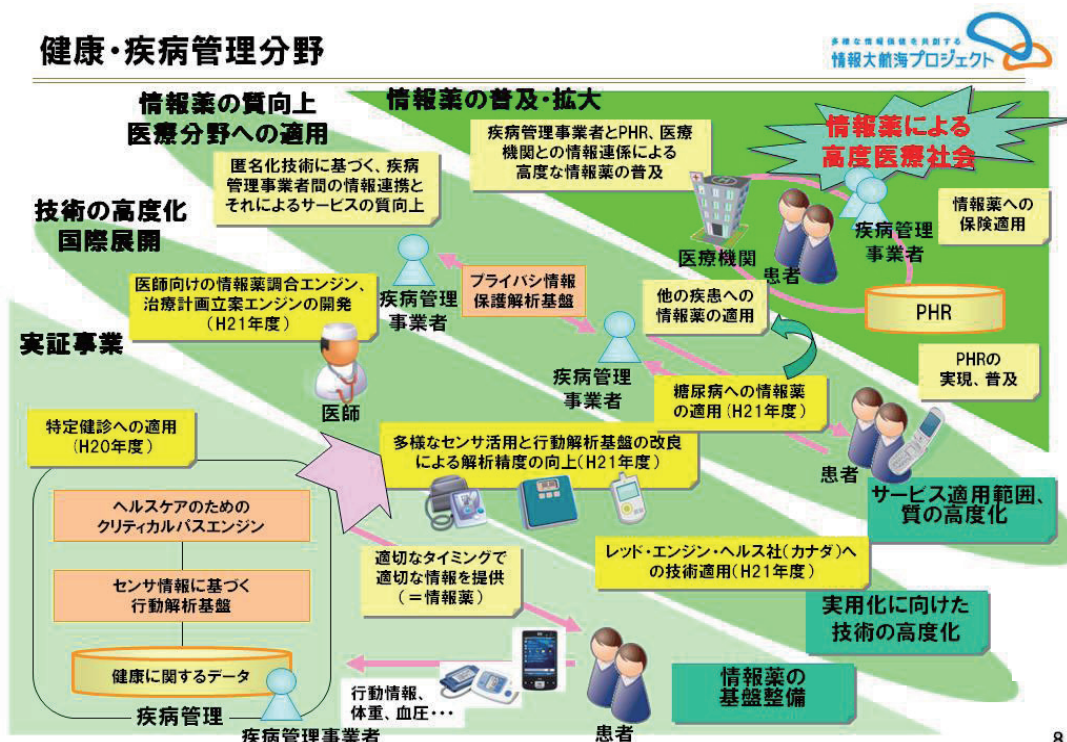 健康・疾病管理分野
多様な情報価値を共創する
情報大航海プロジェクト
情報薬の質向上
医療分野への適用
情報薬の普及・拡大
情報薬による
高度医療社会
疾病管理事業者とPHR、医療
機関との情報連係による
高度な情報薬の普及
匿名化技術に基づく、疾病
管理事業者間の情報連携と
それによるサービスの質向上
技術の高度化
国際展開
情報薬への
保険適用
医療機関
患者
疾病管理
事業者
PHR
医師向けの情報薬調合エンジン、
治療計画立案エンジンの開発
(H21年度)
疾病管理
事業者
プライバシ情報
保護解析基盤
他の疾患への
情報薬の適用
実証事業
医師
疾病管理
事業者
糖尿病への情報薬
の適用(H21年度)
PHRの
実現、普及
特定健診への適用
(H20年度)
多様なセンサ活用と行動解析基盤の改良
による解析精度の向上(H21年度)
患者
サービス適用範囲、
質の高度化
ヘルスケアのための
クリティカルパスエンジン
センサ情報に基づく
行動解析基盤
健康に関するデータ
疾病管理
疾病管理事業者
適切なタイミングで
適切な情報を提供
(=情報薬)
レッド・エンジン・ヘルス社(カナダ)へ
の技術適用(H21年度)
実用化に向けた
技術の高度化
行動情報、
体重、血圧・・・
患者
情報薬の
基盤整備
8